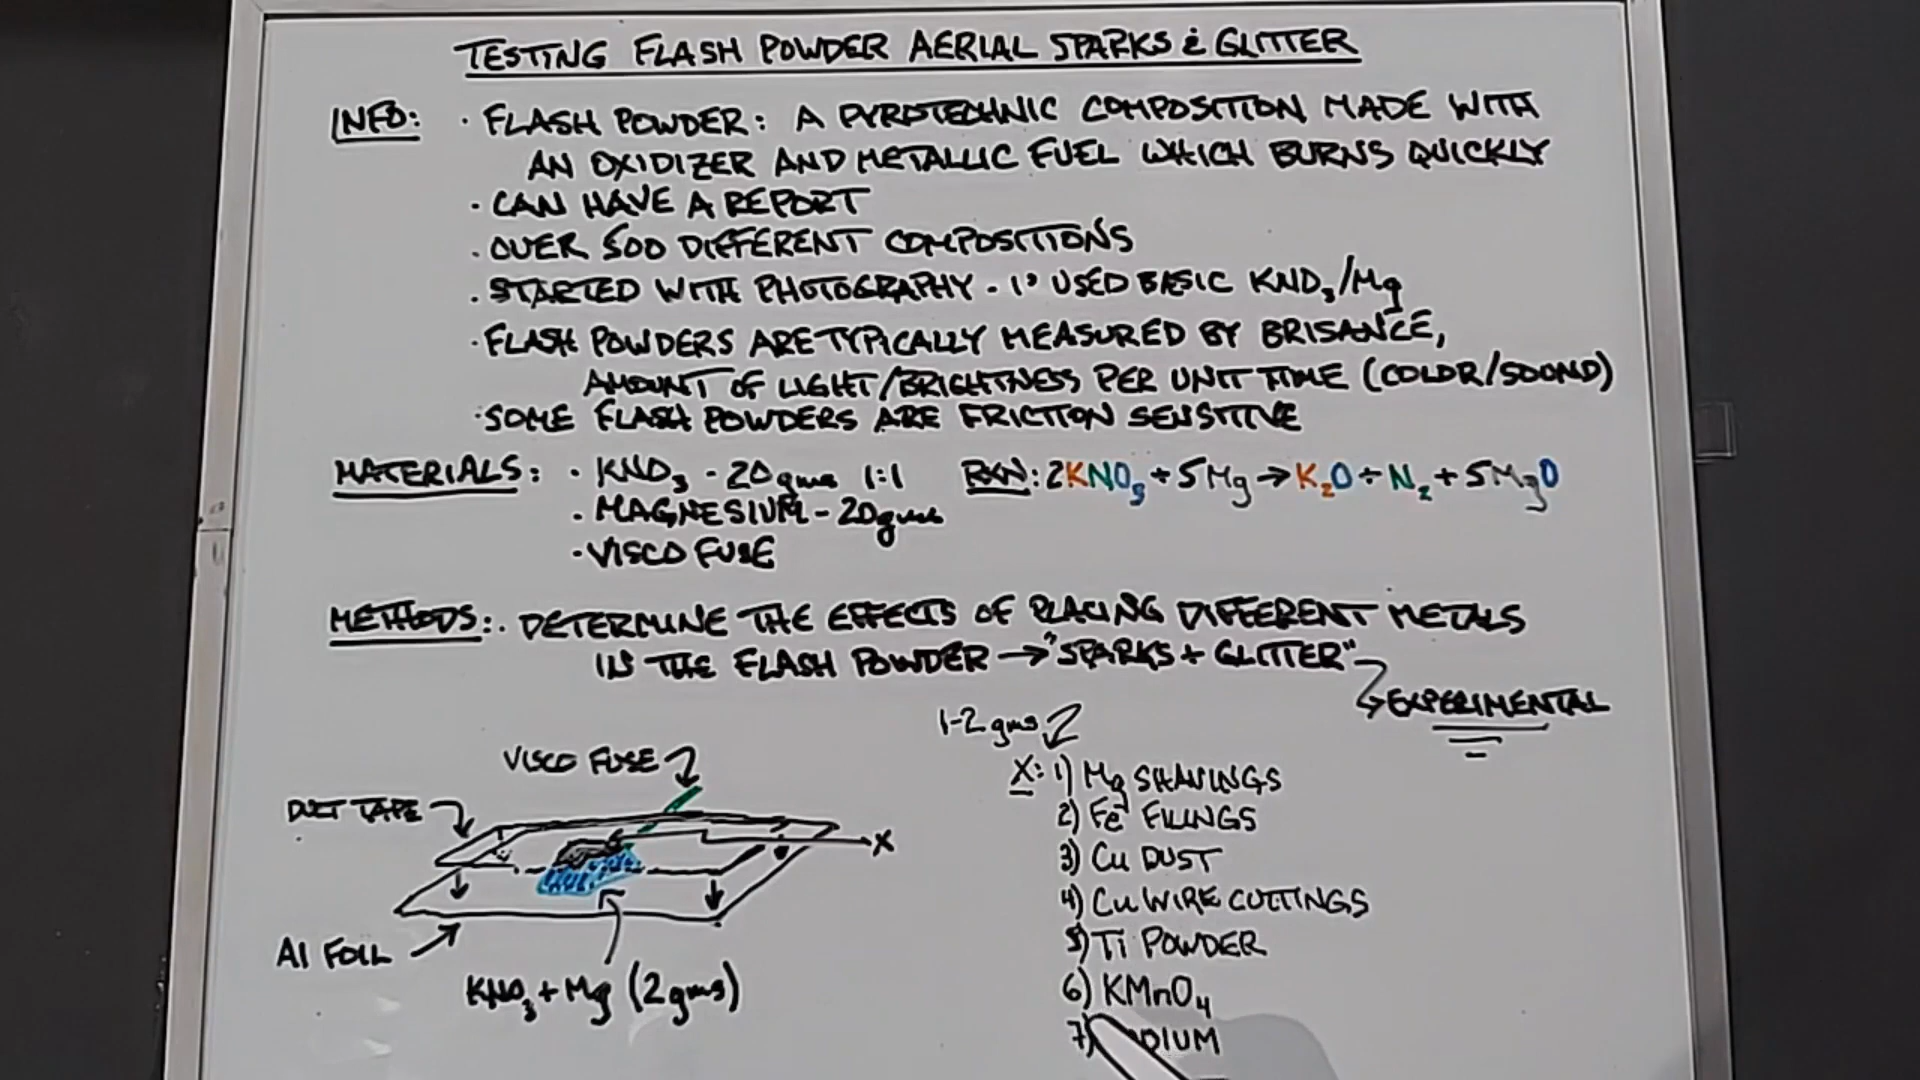 TESTING FLASH POWDER AERIAL SPARKS & GLITTER
INFO: · FLASH POWDER: A PYROTECHNIC COMPOSITION MADE WITH
AN OXIDIZER AND METALLIC FUEL WHICH BURNS QUICKLY
· CAN HAVE A REPORT
· OVER 500 DIFFERENT COMPOSITIONS
· STARTED WITH PHOTOGRAPHY - 1° USED BASIC KNO₃/Mg
· FLASH POWDERS ARE TYPICALLY MEASURED BY BRISANCE,
AMOUNT OF LIGHT/BRIGHTNESS PER UNIT TIME (COLOR/SOUND)
· SOME FLASH POWDERS ARE FRICTION SENSITIVE
MATERIALS: · KNO₃ - 20gms 1:1 RXN: 2KNO₃ + 5Mg → K₂O + N₂ + 5MgO
· MAGNESIUM - 20gms
· VISCO FUSE
METHODS: · DETERMINE THE EFFECTS OF PLACING DIFFERENT METALS
IN THE FLASH POWDER → "SPARKS + GLITTER"
EXPERIMENTAL
1-2 gms
VISCO FUSE
DUCT TAPE
X
Al FOIL
KNO₃ + Mg (2gms)
X: 1) Mg SHAVINGS
2) Fe FILINGS
3) Cu DUST
4) Cu WIRE CUTTINGS
5) Ti POWDER
6) KMnO₄
7) DIUM